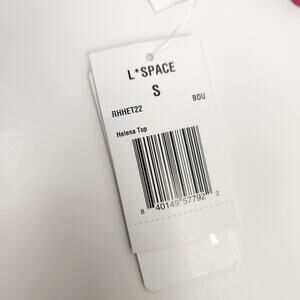 L*SPACE
S
RHHET22 BOU
Helena Top
8 40149 57792 2